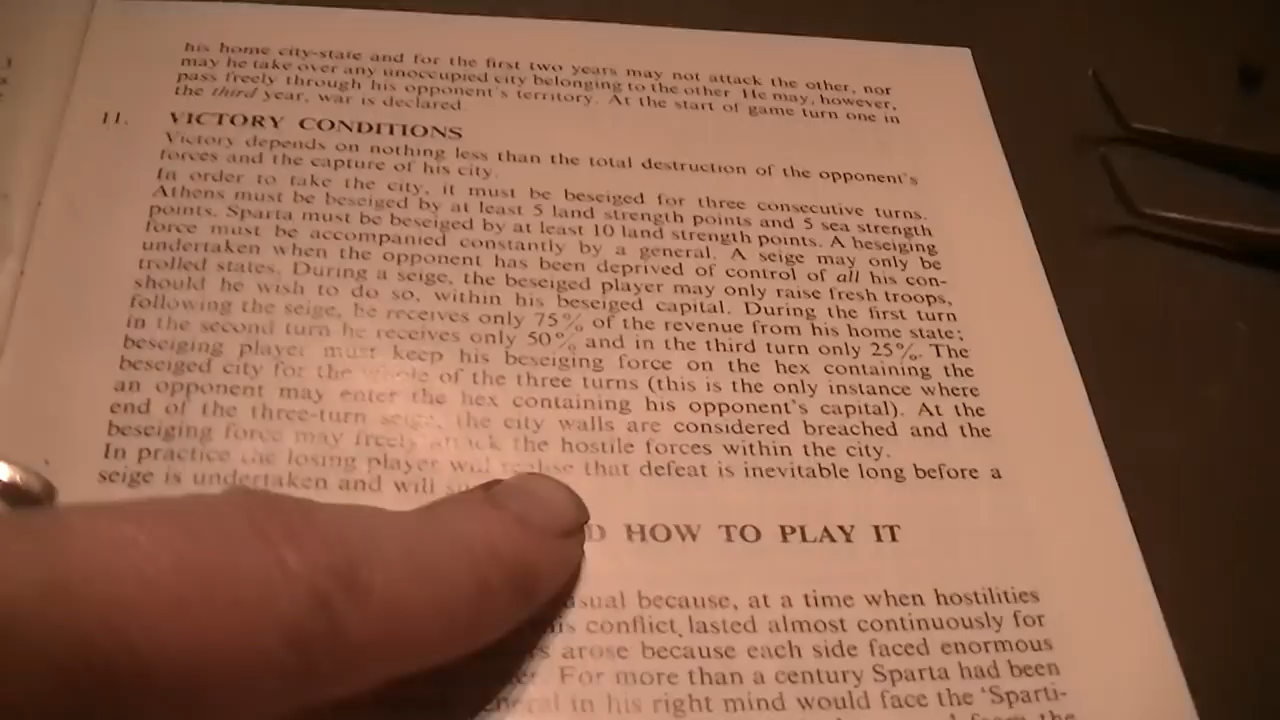 his home city-state and for the first two years may not attack the other, nor
may he take over any unoccupied city belonging to the other He may, however,
pass freely through his opponent's territory. At the start of game turn one in
the third year, war is declared.
11. VICTORY CONDITIONS
Victory depends on nothing less than the total destruction of the opponent's
forces and the capture of his city.
In order to take the city, it must be beseiged for three consecutive turns.
Athens must be beseiged by at least 5 land strength points and 5 sea strength
points. Sparta must be beseiged by at least 10 land strength points. A beseiging
force must be accompanied constantly by a general. A seige may only be
undertaken when the opponent has been deprived of control of all his con-
trolled states. During a seige, the beseiged player may only raise fresh troops,
should he wish to do so, within his beseiged capital. During the first turn
following the seige, he receives only 75% of the revenue from his home state;
in the second turn he receives only 50% and in the third turn only 25%. The
beseiging player must keep his beseiging force on the hex containing the
beseiged city for the whole of the three turns (this is the only instance where
an opponent may enter the hex containing his opponent's capital). At the
end of the three-turn seige, the city walls are considered breached and the
beseiging force may freely attack the hostile forces within the city.
In practice the losing player will realise that defeat is inevitable long before a
seige is undertaken and will
HOW TO PLAY IT
because, at a time when hostilities
conflict lasted almost continuously for
arose because each side faced enormous
For more than a century Sparta had been
in his right mind would face the 'Sparti-
from the